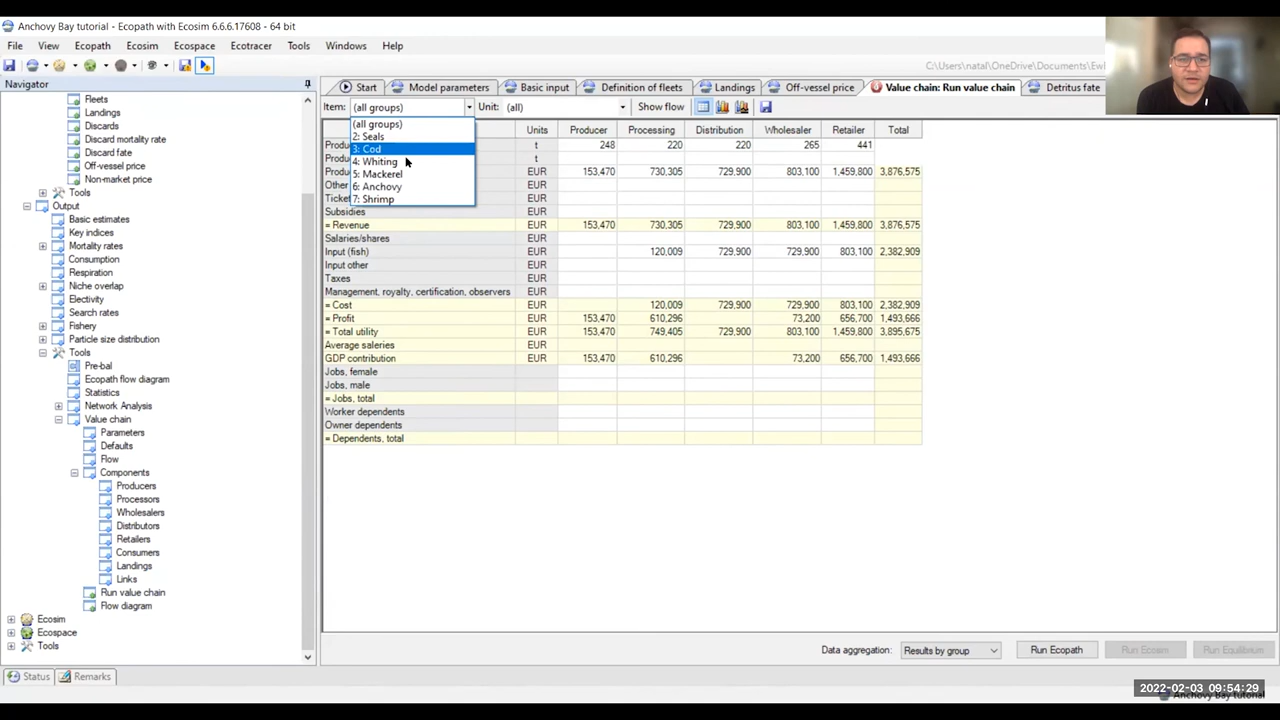 Anchovy Bay tutorial - Ecopath with Ecosim 6.6.6.17608 - 64 bit
File View Ecopath Ecosim Ecospace Ecotracer Tools Windows Help
C:\Users\natal\OneDrive\Documents\Ewl
Navigator
Fleets
Landings
Discards
Discard mortality rate
Discard fate
Off-vessel price
Non-market price
Tools
Output
Basic estimates
Key indices
Mortality rates
Consumption
Respiration
Niche overlap
Electivity
Search rates
Fishery
Particle size distribution
Tools
Pre-bal
Ecopath flow diagram
Statistics
Network Analysis
Value chain
Parameters
Defaults
Flow
Components
Producers
Processors
Wholesalers
Distributors
Retailers
Consumers
Landings
Links
Run value chain
Flow diagram
Ecosim
Ecospace
Tools
Status Remarks
Start Model parameters Basic input Definition of fleets Landings Off-vessel price Value chain: Run value chain Detritus fate
Item: (all groups) Unit: (all) Show flow
(all groups)
2: Seals
3: Cod
4: Whiting
5: Mackerel
6: Anchovy
7: Shrimp
Units Producer Processing Distribution Wholesaler Retailer Total
Produ t 248 220 220 265 441
Produ t
Produ EUR 153,470 730,305 729,900 803,100 1,459,800 3,876,575
Other EUR
Ticket EUR
Subsidies EUR
= Revenue EUR 153,470 730,305 729,900 803,100 1,459,800 3,876,575
Salaries/shares EUR
Input (fish) EUR 120,009 729,900 729,900 803,100 2,382,909
Input other EUR
Taxes EUR
Management, royalty, certification, observers EUR
= Cost EUR 120,009 729,900 729,900 803,100 2,382,909
= Profit EUR 153,470 610,296 73,200 656,700 1,493,666
= Total utility EUR 153,470 749,405 729,900 803,100 1,459,800 3,895,675
Average saleries EUR
GDP contribution EUR 153,470 610,296 73,200 656,700 1,493,666
Jobs, female
Jobs, male
= Jobs, total
Worker dependents
Owner dependents
= Dependents, total
Data aggregation: Results by group Run Ecopath Run Ecosim Run Equilibrium
2022-02-03 09:54:29
Anchovy Bay tutorial